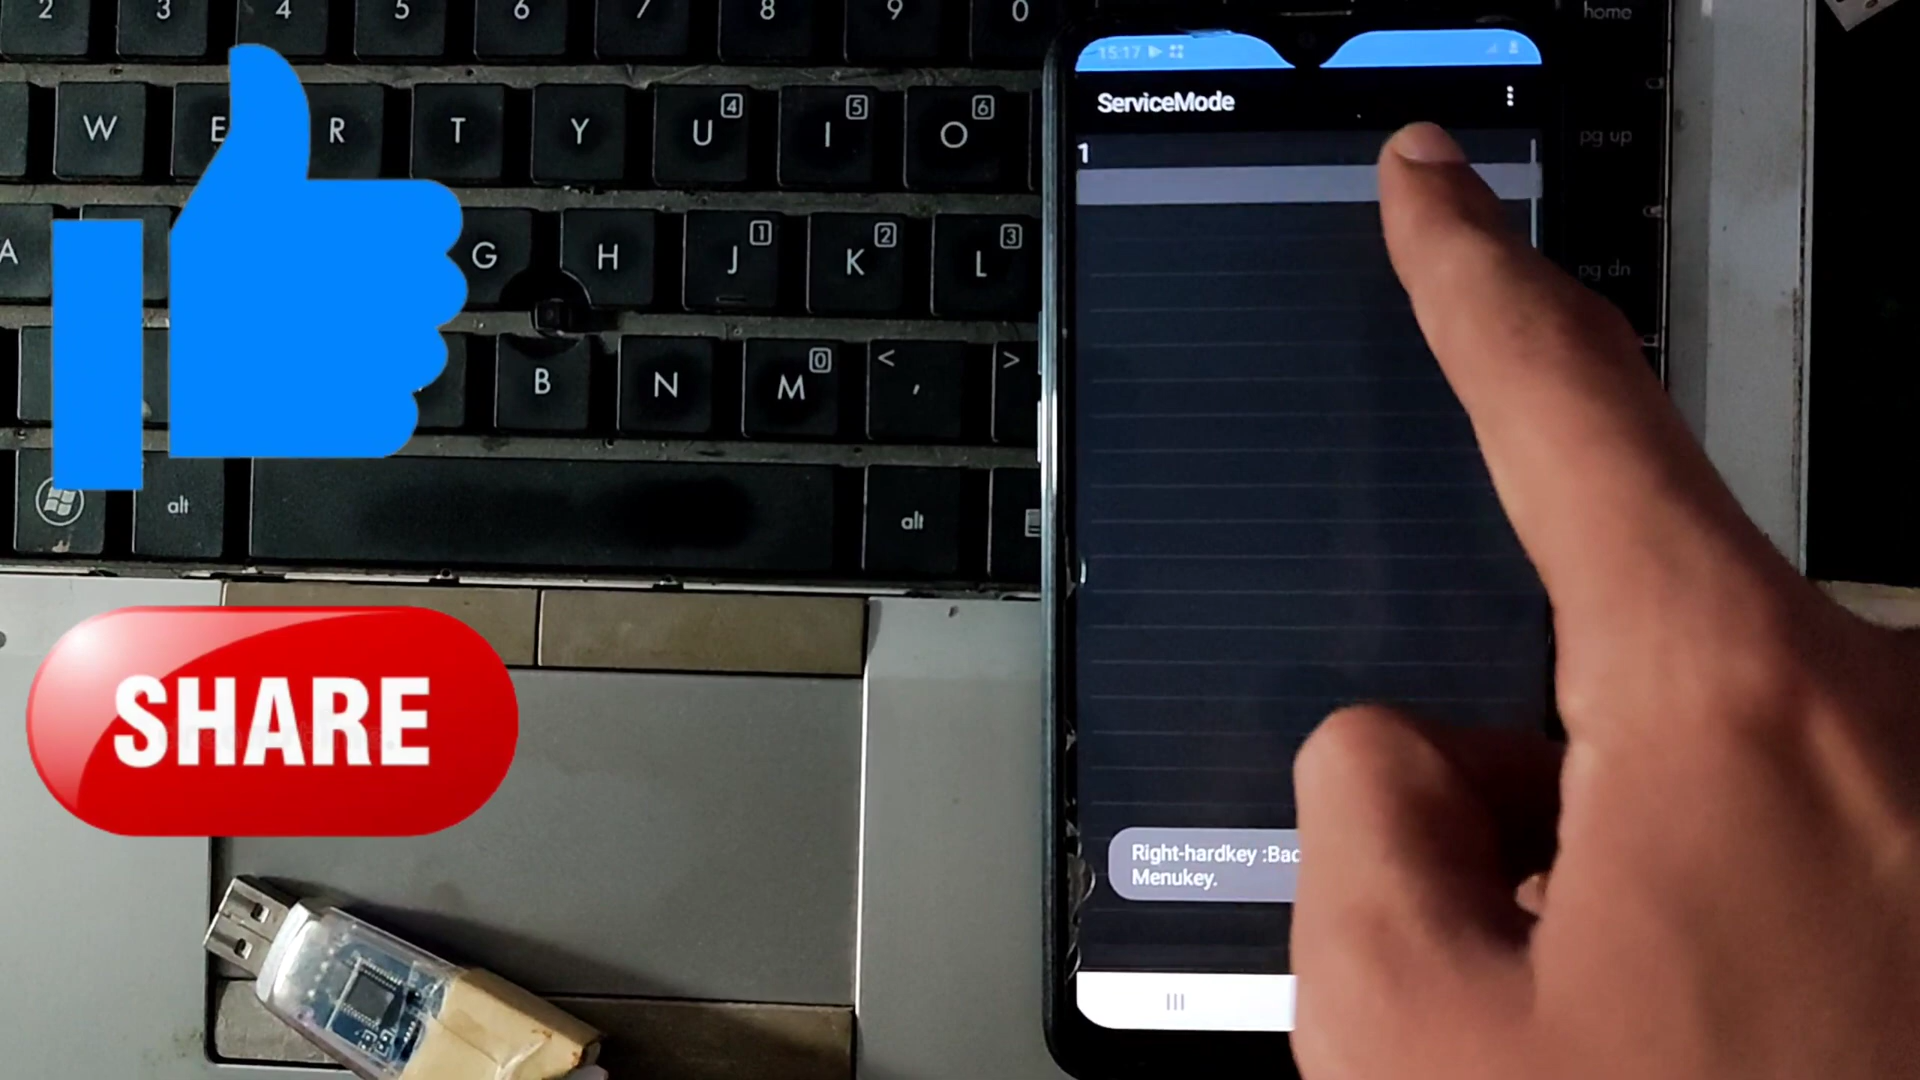 2 3 4 5 6 7 8 9 0
home
W E R T Y U 4 I 5 O 6
pg up
A G H J 1 K 2 L 3
pg dn
B N M 0 < , >
alt alt
15:17
ServiceMode
1
Right-hardkey :Bac
Menukey.
SHARE